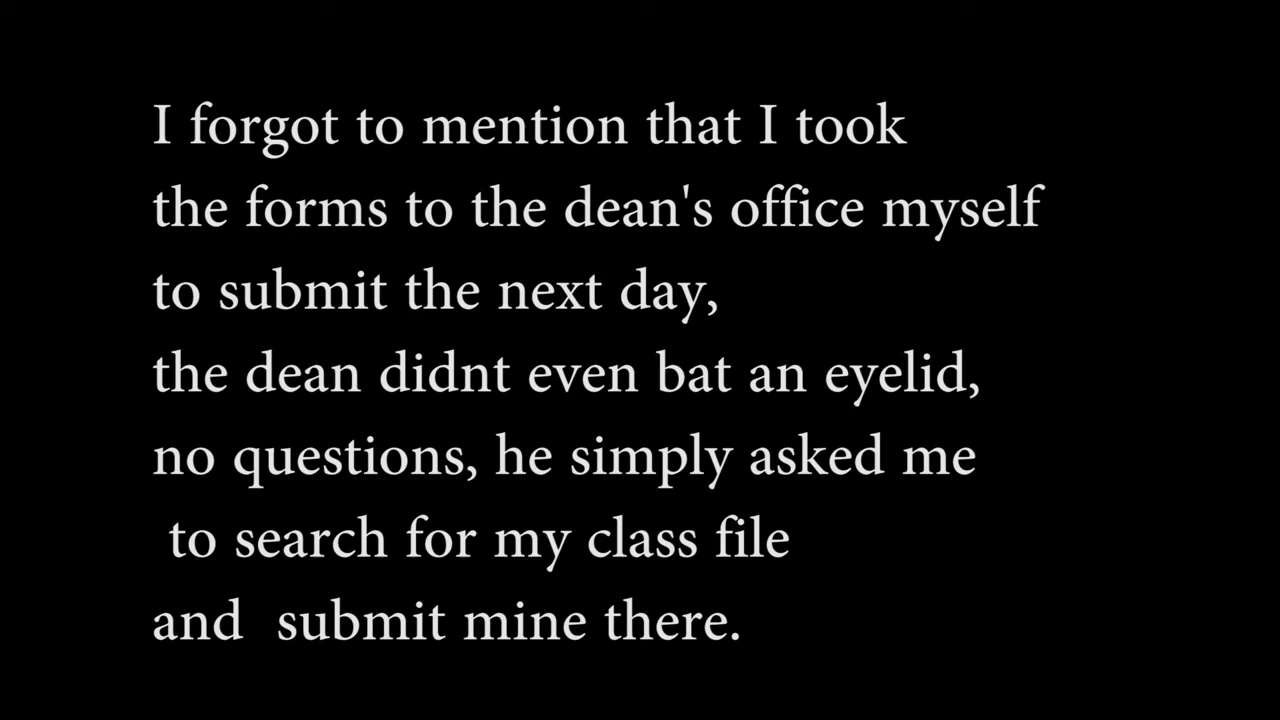 I forgot to mention that I took
the forms to the dean's office myself
to submit the next day,
the dean didnt even bat an eyelid,
no questions, he simply asked me
to search for my class file
and  submit mine there.